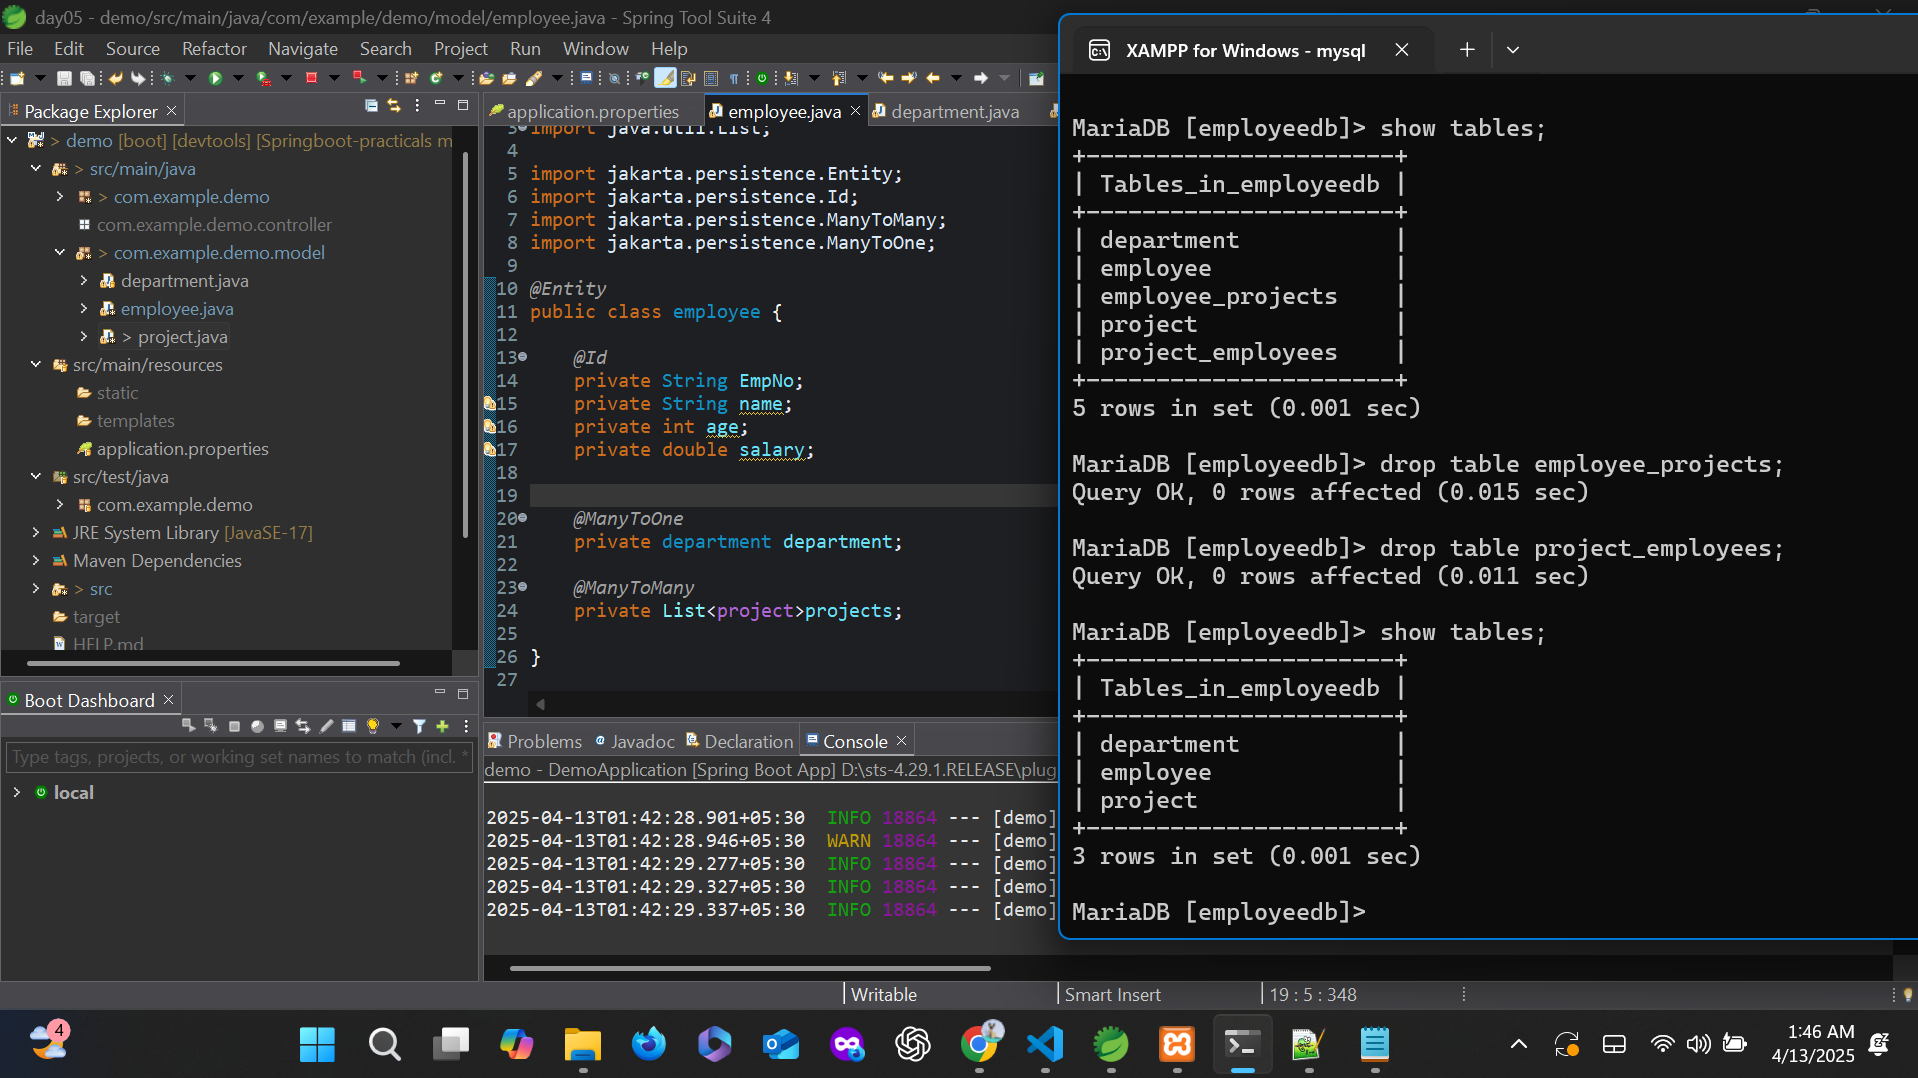 day05 - demo/src/main/java/com/example/demo/model/employee.java - Spring Tool Suite 4
File Edit Source Refactor Navigate Search Project Run Window Help
Package Explorer
> demo [boot] [devtools] [Springboot-practicals m
> src/main/java
> com.example.demo
com.example.demo.controller
> com.example.demo.model
department.java
employee.java
> project.java
src/main/resources
static
templates
application.properties
src/test/java
com.example.demo
JRE System Library [JavaSE-17]
Maven Dependencies
> src
target
HELP.md
Boot Dashboard
Type tags, projects, or working set names to match (incl. *
local
application.properties employee.java department.java
3 import java.util.List;
4
5 import jakarta.persistence.Entity;
6 import jakarta.persistence.Id;
7 import jakarta.persistence.ManyToMany;
8 import jakarta.persistence.ManyToOne;
9
10 @Entity
11 public class employee {
12
13 @Id
14 private String EmpNo;
15 private String name;
16 private int age;
17 private double salary;
18
19
20 @ManyToOne
21 private department department;
22
23 @ManyToMany
24 private List<project>projects;
25
26 }
27
Problems Javadoc Declaration Console
demo - DemoApplication [Spring Boot App] D:\sts-4.29.1.RELEASE\plug
2025-04-13T01:42:28.901+05:30 INFO 18864 --- [demo]
2025-04-13T01:42:28.946+05:30 WARN 18864 --- [demo]
2025-04-13T01:42:29.277+05:30 INFO 18864 --- [demo]
2025-04-13T01:42:29.327+05:30 INFO 18864 --- [demo]
2025-04-13T01:42:29.337+05:30 INFO 18864 --- [demo]
XAMPP for Windows - mysql
MariaDB [employeedb]> show tables;
+----------------------+
| Tables_in_employeedb |
+----------------------+
| department |
| employee |
| employee_projects |
| project |
| project_employees |
+----------------------+
5 rows in set (0.001 sec)
MariaDB [employeedb]> drop table employee_projects;
Query OK, 0 rows affected (0.015 sec)
MariaDB [employeedb]> drop table project_employees;
Query OK, 0 rows affected (0.011 sec)
MariaDB [employeedb]> show tables;
+----------------------+
| Tables_in_employeedb |
+----------------------+
| department |
| employee |
| project |
+----------------------+
3 rows in set (0.001 sec)
MariaDB [employeedb]>
Writable Smart Insert 19 : 5 : 348
4
1:46 AM
4/13/2025